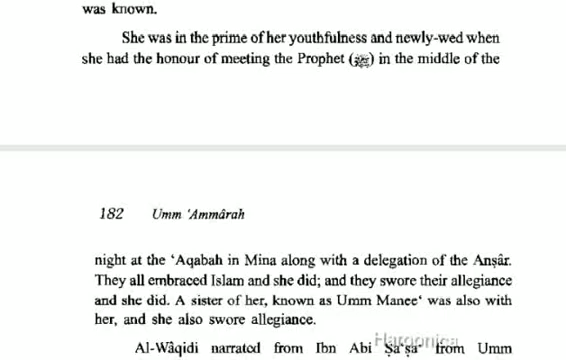 was known.
She was in the prime of her youthfulness and newly-wed when
she had the honour of meeting the Prophet (ﷺ) in the middle of the
182 Umm ‘Ammârah
night at the ‘Aqabah in Mina along with a delegation of the Anṣâr.
They all embraced Islam and she did; and they swore their allegiance
and she did. A sister of her, known as Umm Manee‘ was also with
her, and she also swore allegiance.
Al-Wâqidi narrated from Ibn Abi Ṣa‘ṣa‘ from Umm